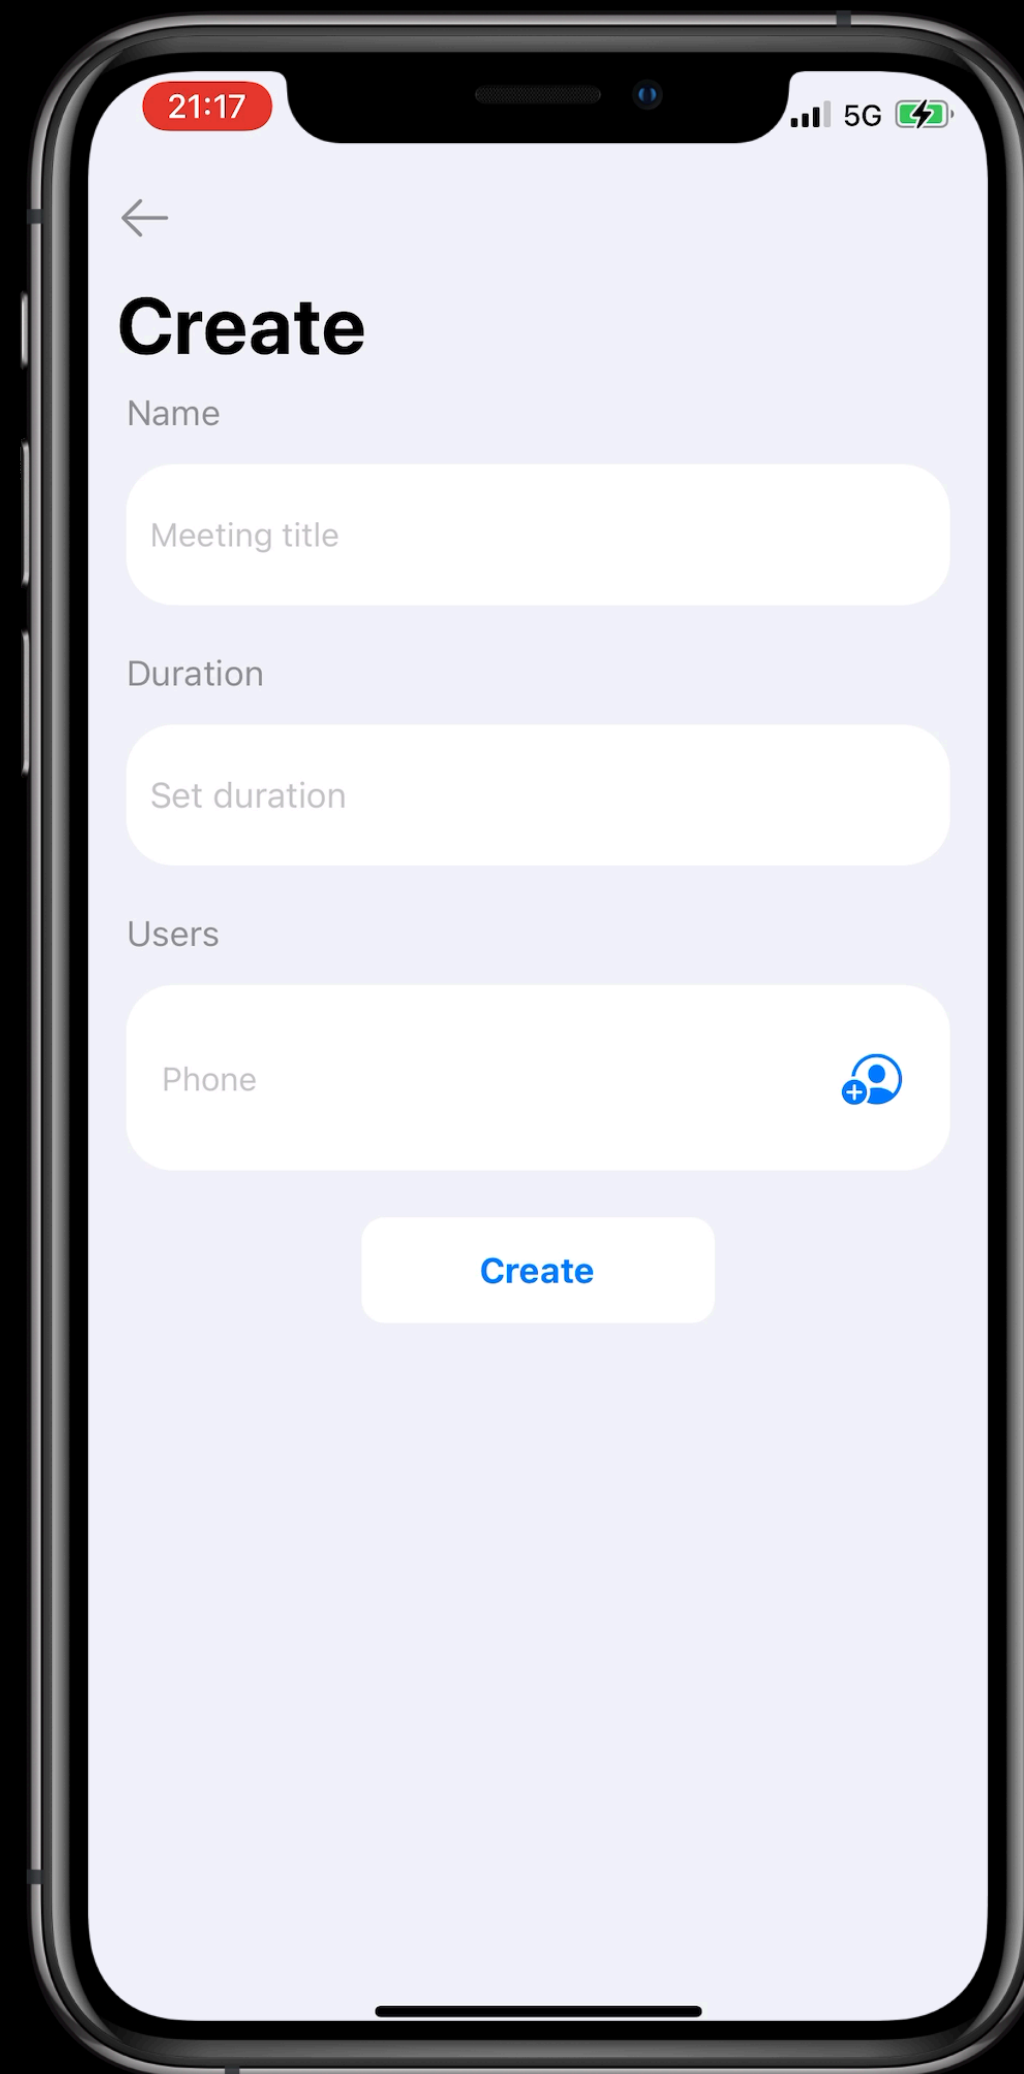 21:17
5G
Create
Name
Meeting title
Duration
Set duration
Users
Phone
Create